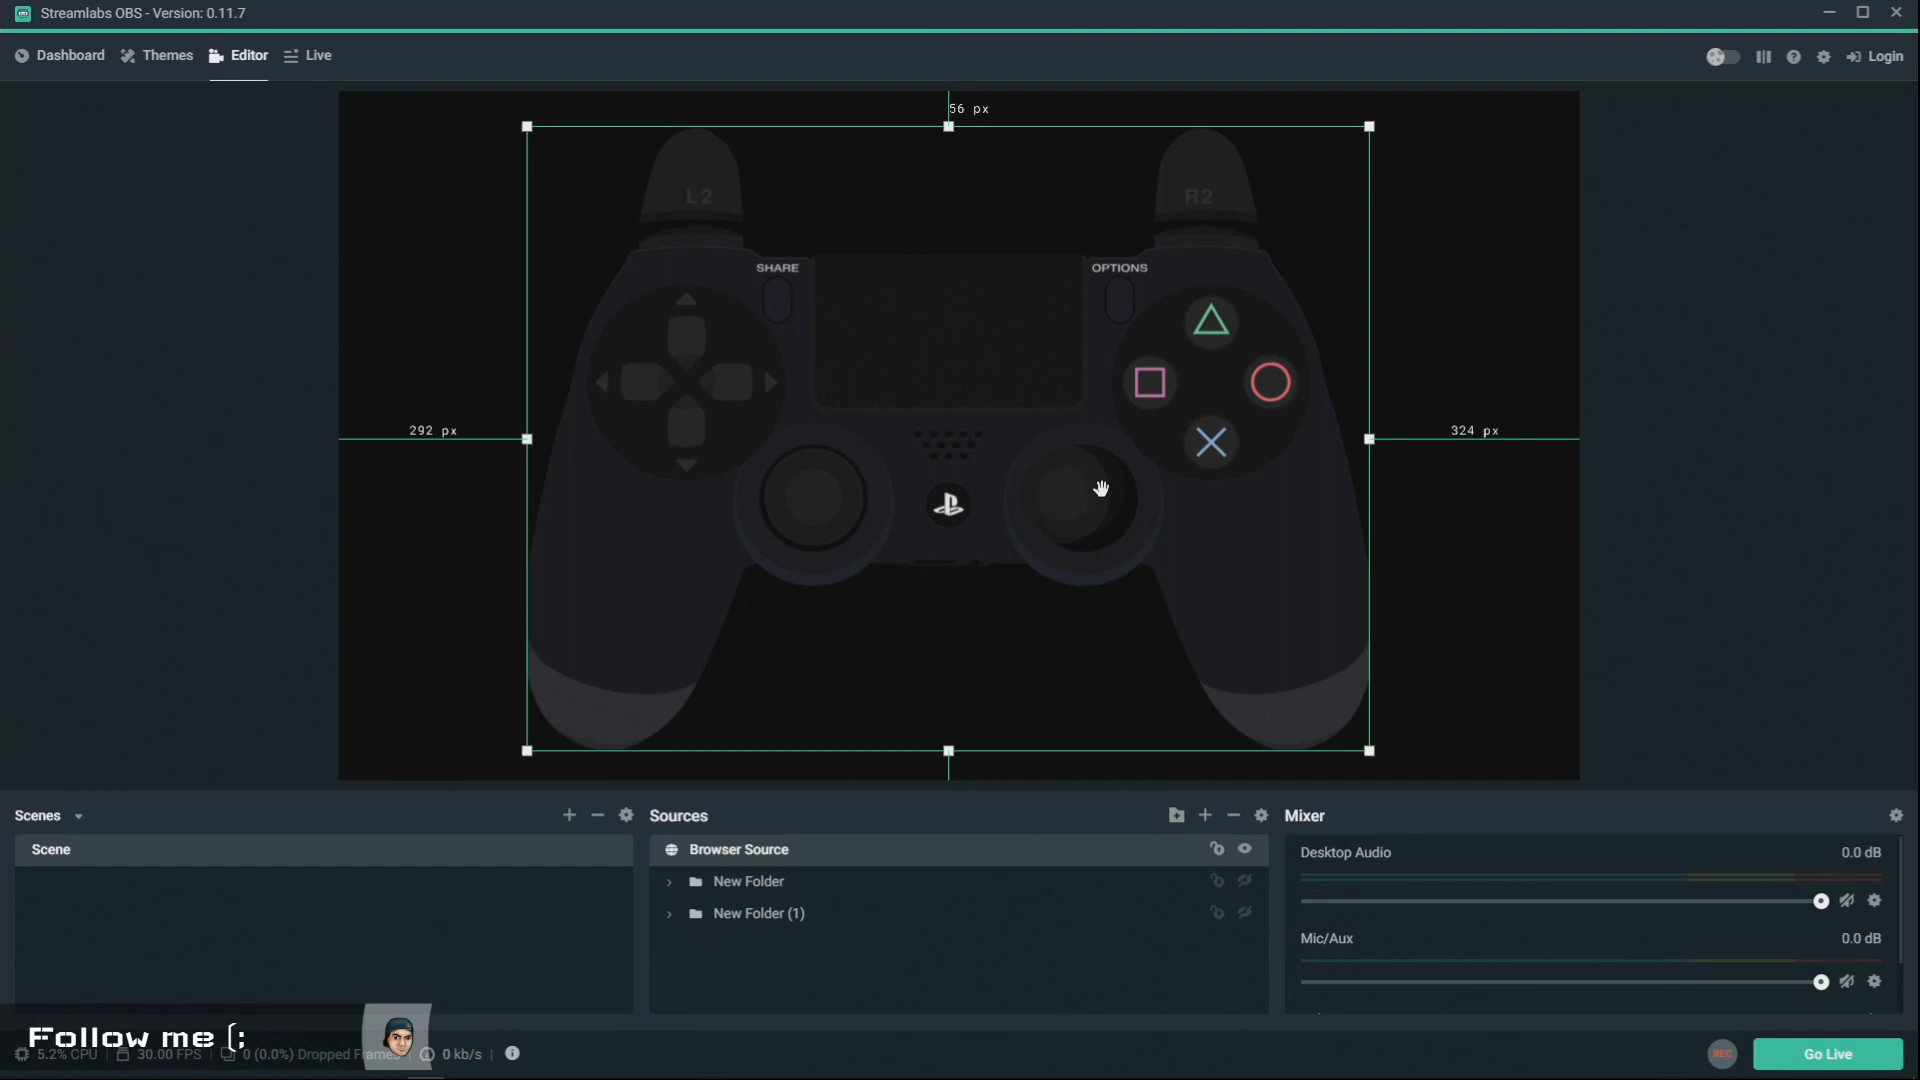 Streamlabs OBS - Version: 0.11.7
Dashboard Themes Editor Live Login
56 px
L2 R2
SHARE OPTIONS
292 px 324 px
Scenes Sources Mixer
Scene
Browser Source
New Folder
New Folder (1)
Desktop Audio 0.0 dB
Mic/Aux 0.0 dB
Follow me (;
5.2% CPU 30.00 FPS 0 (0.0%) Dropped Frames 0 kb/s
REC Go Live